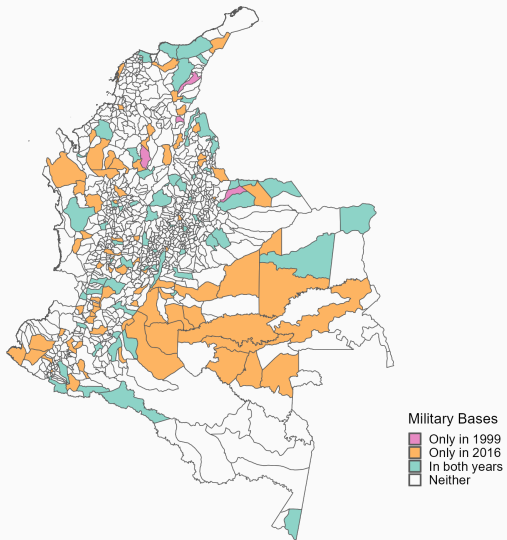 Military Bases
Only in 1999
Only in 2016
In both years
Neither